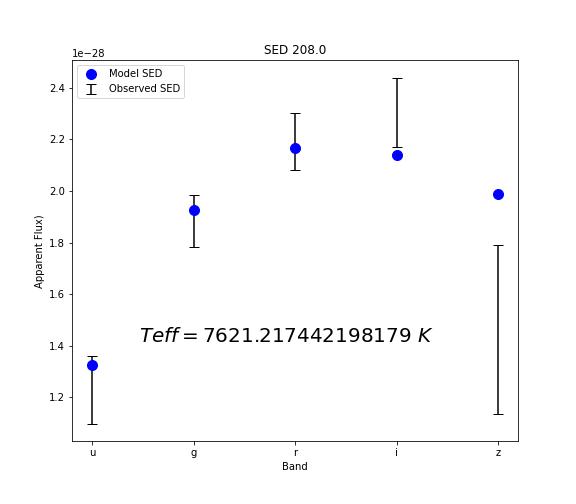 SED 208.0
1e−28
Model SED
Observed SED
2.4
2.2
2.0
1.8
1.6
1.4
1.2
Apparent Flux)
Teff = 7621.217442198179 K
u g r i z
Band